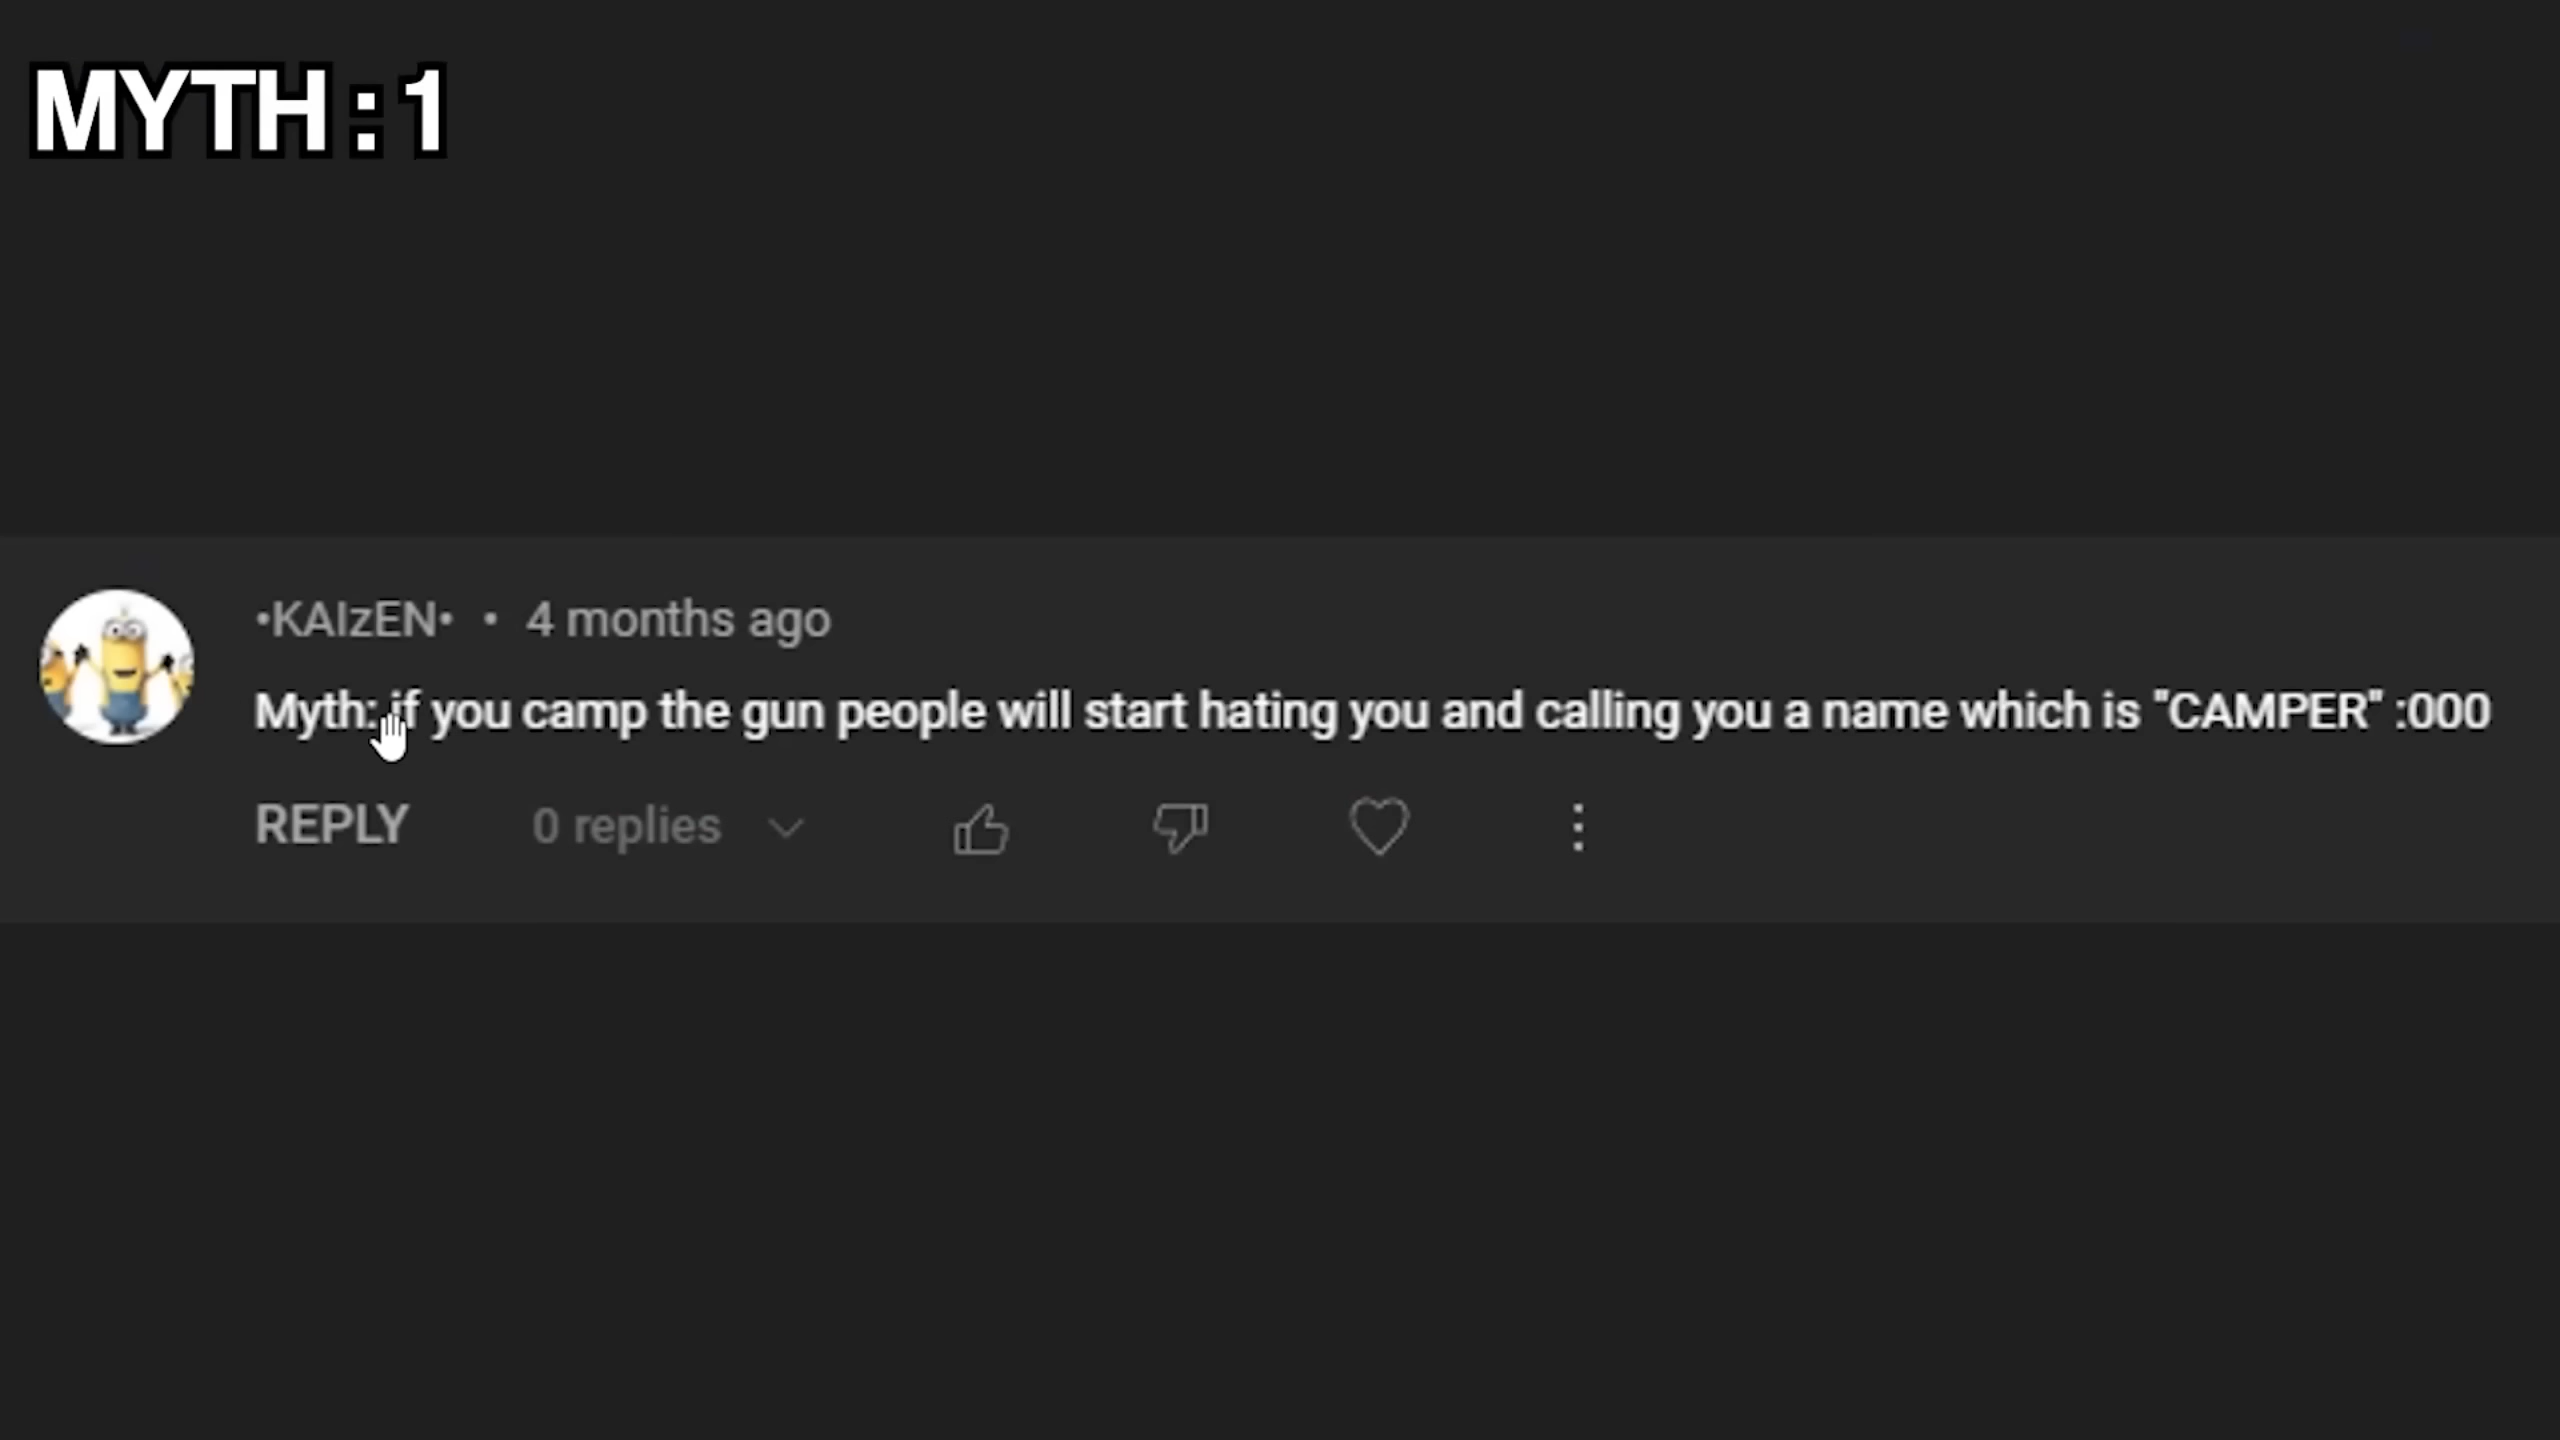 MYTH:1
•KAIzEN• • 4 months ago
Myth: if you camp the gun people will start hating you and calling you a name which is "CAMPER" :000
REPLY 0 replies